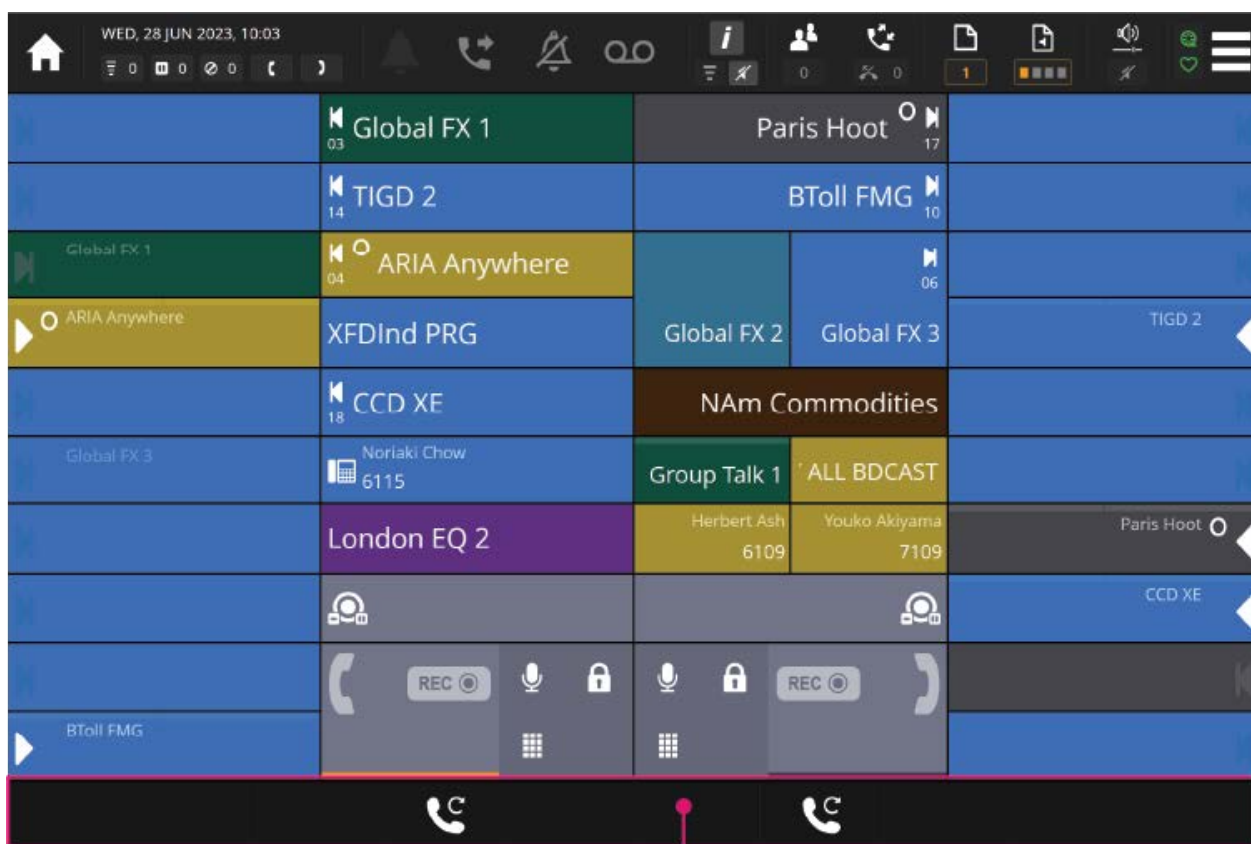 WED, 28 JUN 2023, 10:03
0 0 0
0 0 1
Global FX 1
03
Paris Hoot
17
TIGD 2
14
BToll FMG
10
Global FX 1
ARIA Anywhere
04
06
Global FX 2
Global FX 3
ARIA Anywhere
XFDInd PRG
TIGD 2
CCD XE
18
NAm Commodities
Global FX 3
Noriaki Chow
6115
Group Talk 1
ALL BDCAST
London EQ 2
Herbert Ash
6109
Youko Akiyama
7109
Paris Hoot
CCD XE
REC
REC
BToll FMG